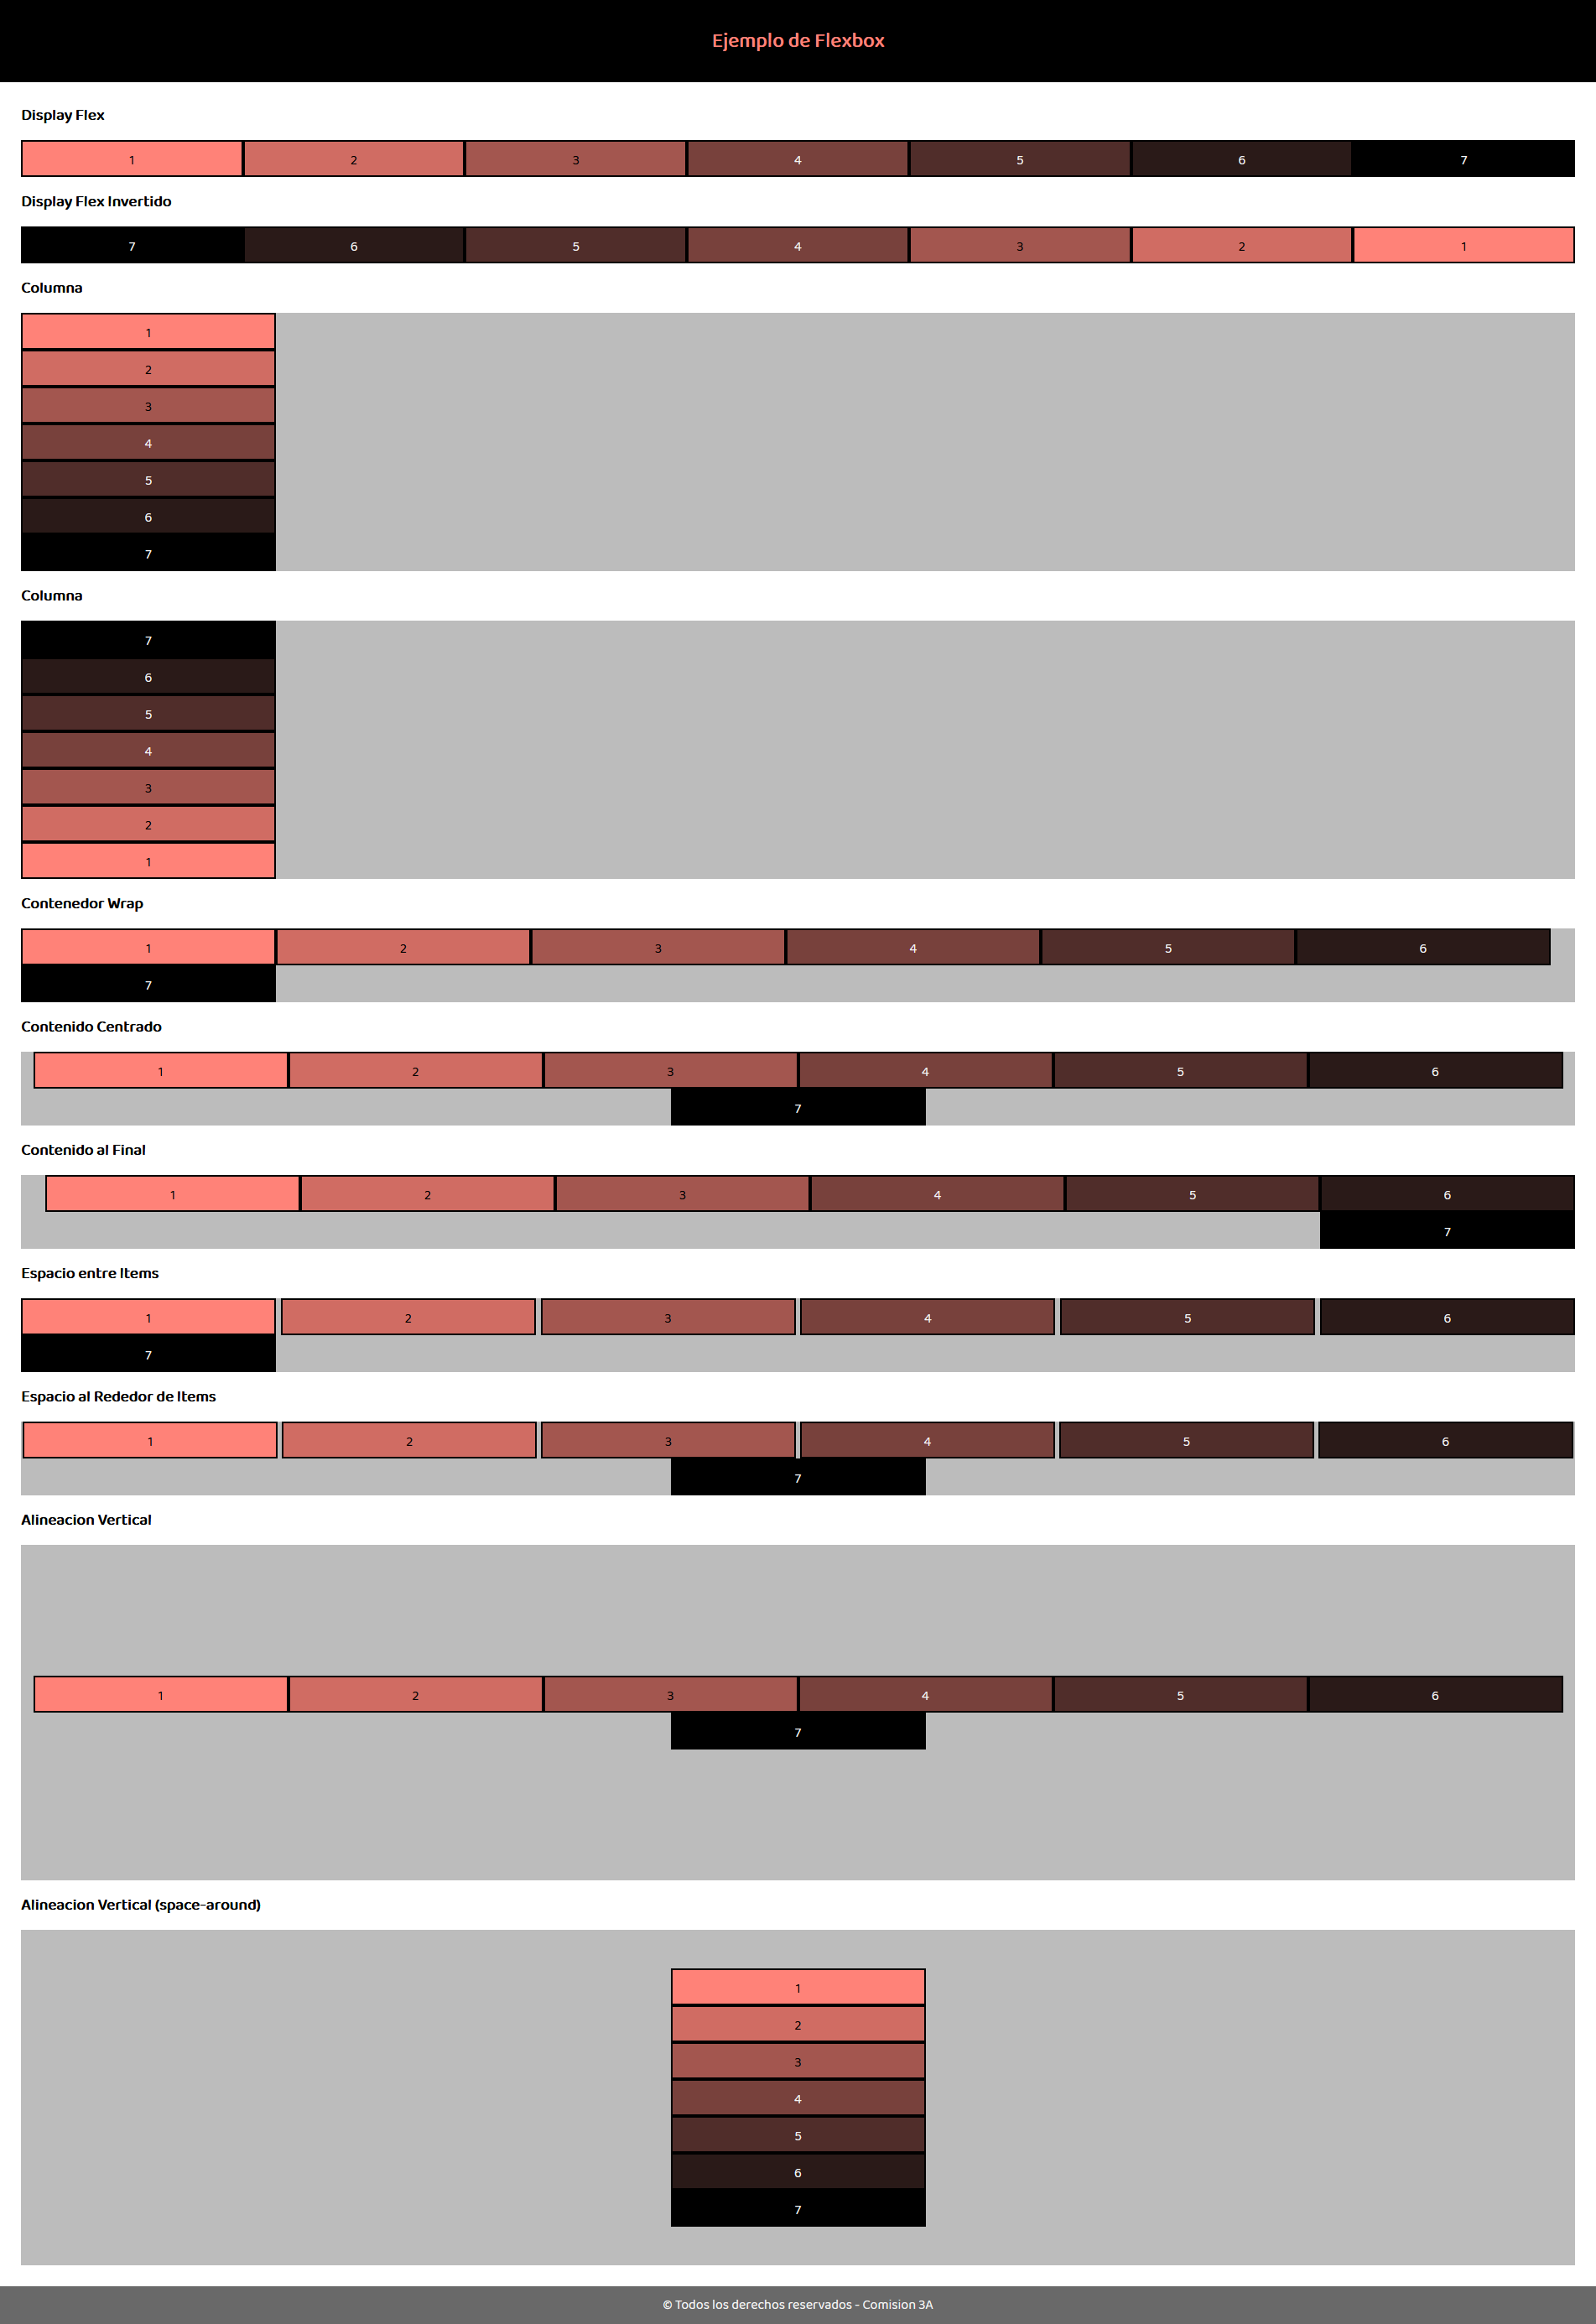 Ejemplo de Flexbox
Display Flex
1 2 3 4 5 6 7
Display Flex Invertido
7 6 5 4 3 2 1
Columna
1
2
3
4
5
6
7
Columna
7
6
5
4
3
2
1
Contenedor Wrap
1 2 3 4 5 6
7
Contenido Centrado
1 2 3 4 5 6
7
Contenido al Final
1 2 3 4 5 6
7
Espacio entre Items
1 2 3 4 5 6
7
Espacio al Rededor de Items
1 2 3 4 5 6
7
Alineacion Vertical
1 2 3 4 5 6
7
Alineacion Vertical (space-around)
1
2
3
4
5
6
7
© Todos los derechos reservados - Comision 3A